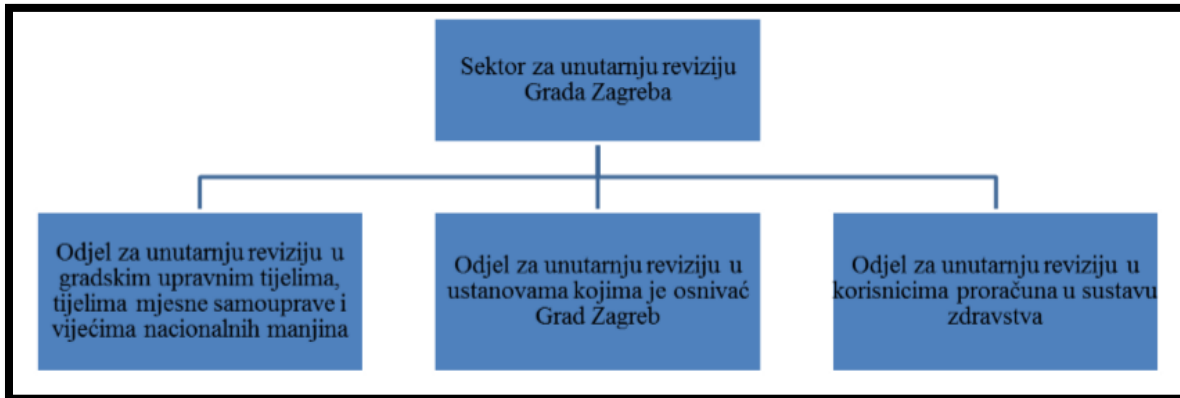 Sektor za unutarnju reviziju
Grada Zagreba
Odjel za unutarnju reviziju u
gradskim upravnim tijelima,
tijelima mjesne samouprave i
vijećima nacionalnih manjina
Odjel za unutarnju reviziju u
ustanovama kojima je osnivač
Grad Zagreb
Odjel za unutarnju reviziju u
korisnicima proračuna u sustavu
zdravstva